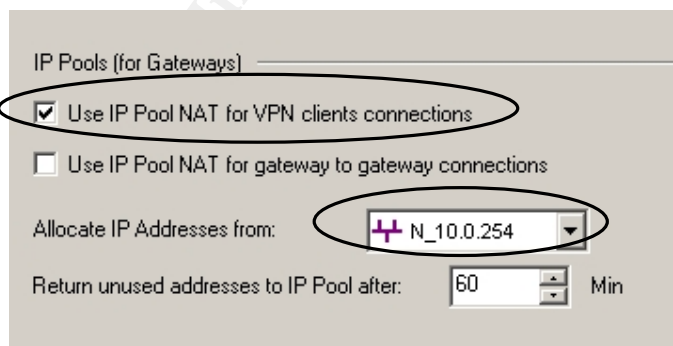 IP Pools (for Gateways)
Use IP Pool NAT for VPN clients connections
Use IP Pool NAT for gateway to gateway connections
Allocate IP Addresses from: N_10.0.254
Return unused addresses to IP Pool after: 60 Min